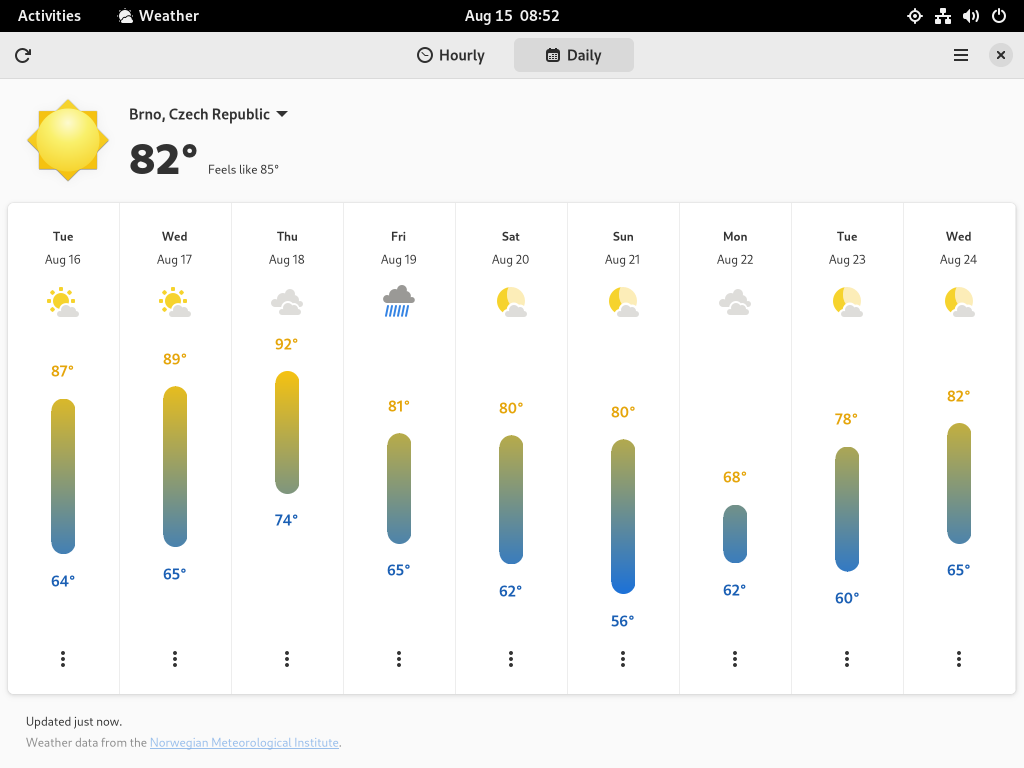 Activities Weather Aug 15 08:52
Hourly Daily
Brno, Czech Republic
82° Feels like 85°
Tue Wed Thu Fri Sat Sun Mon Tue Wed
Aug 16 Aug 17 Aug 18 Aug 19 Aug 20 Aug 21 Aug 22 Aug 23 Aug 24
87° 89° 92° 81° 80° 80° 68° 78° 82°
64° 65° 74° 65° 62° 56° 62° 60° 65°
Updated just now.
Weather data from the Norwegian Meteorological Institute.